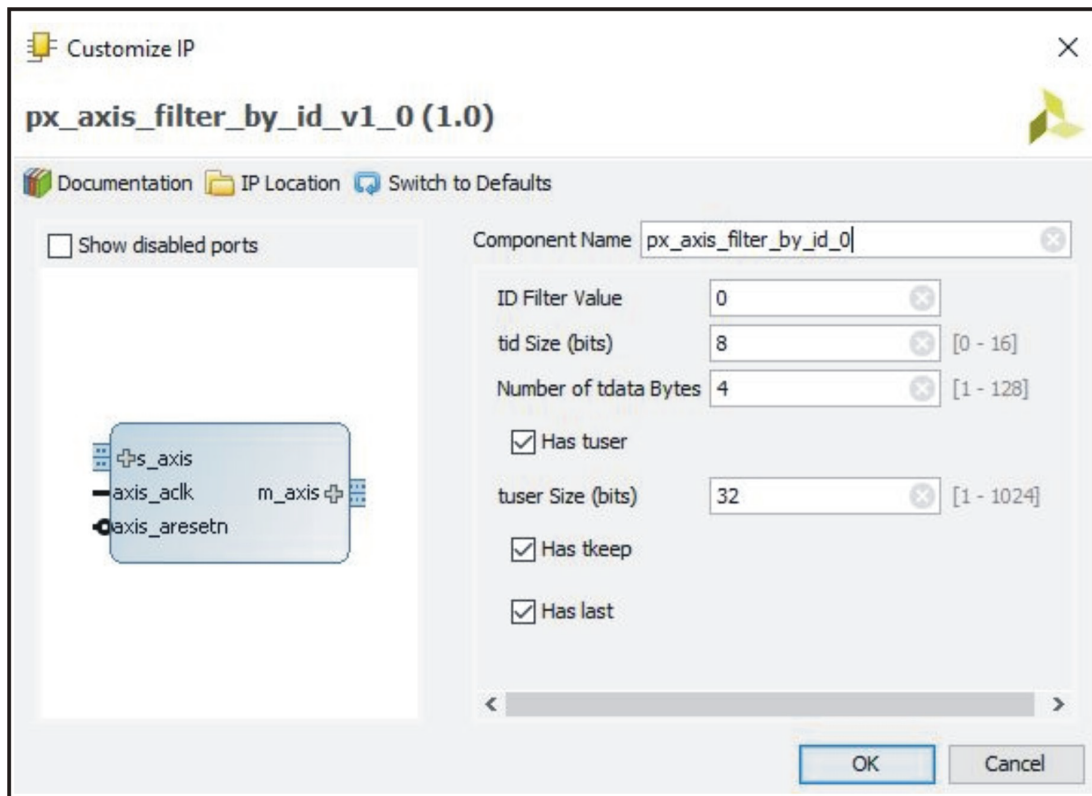 Customize IP
px_axis_filter_by_id_v1_0 (1.0)
Documentation IP Location Switch to Defaults
Show disabled ports
s_axis
axis_aclk m_axis
axis_aresetn
Component Name px_axis_filter_by_id_0
ID Filter Value 0
tid Size (bits) 8 [0 - 16]
Number of tdata Bytes 4 [1 - 128]
Has tuser
tuser Size (bits) 32 [1 - 1024]
Has tkeep
Has last
OK Cancel